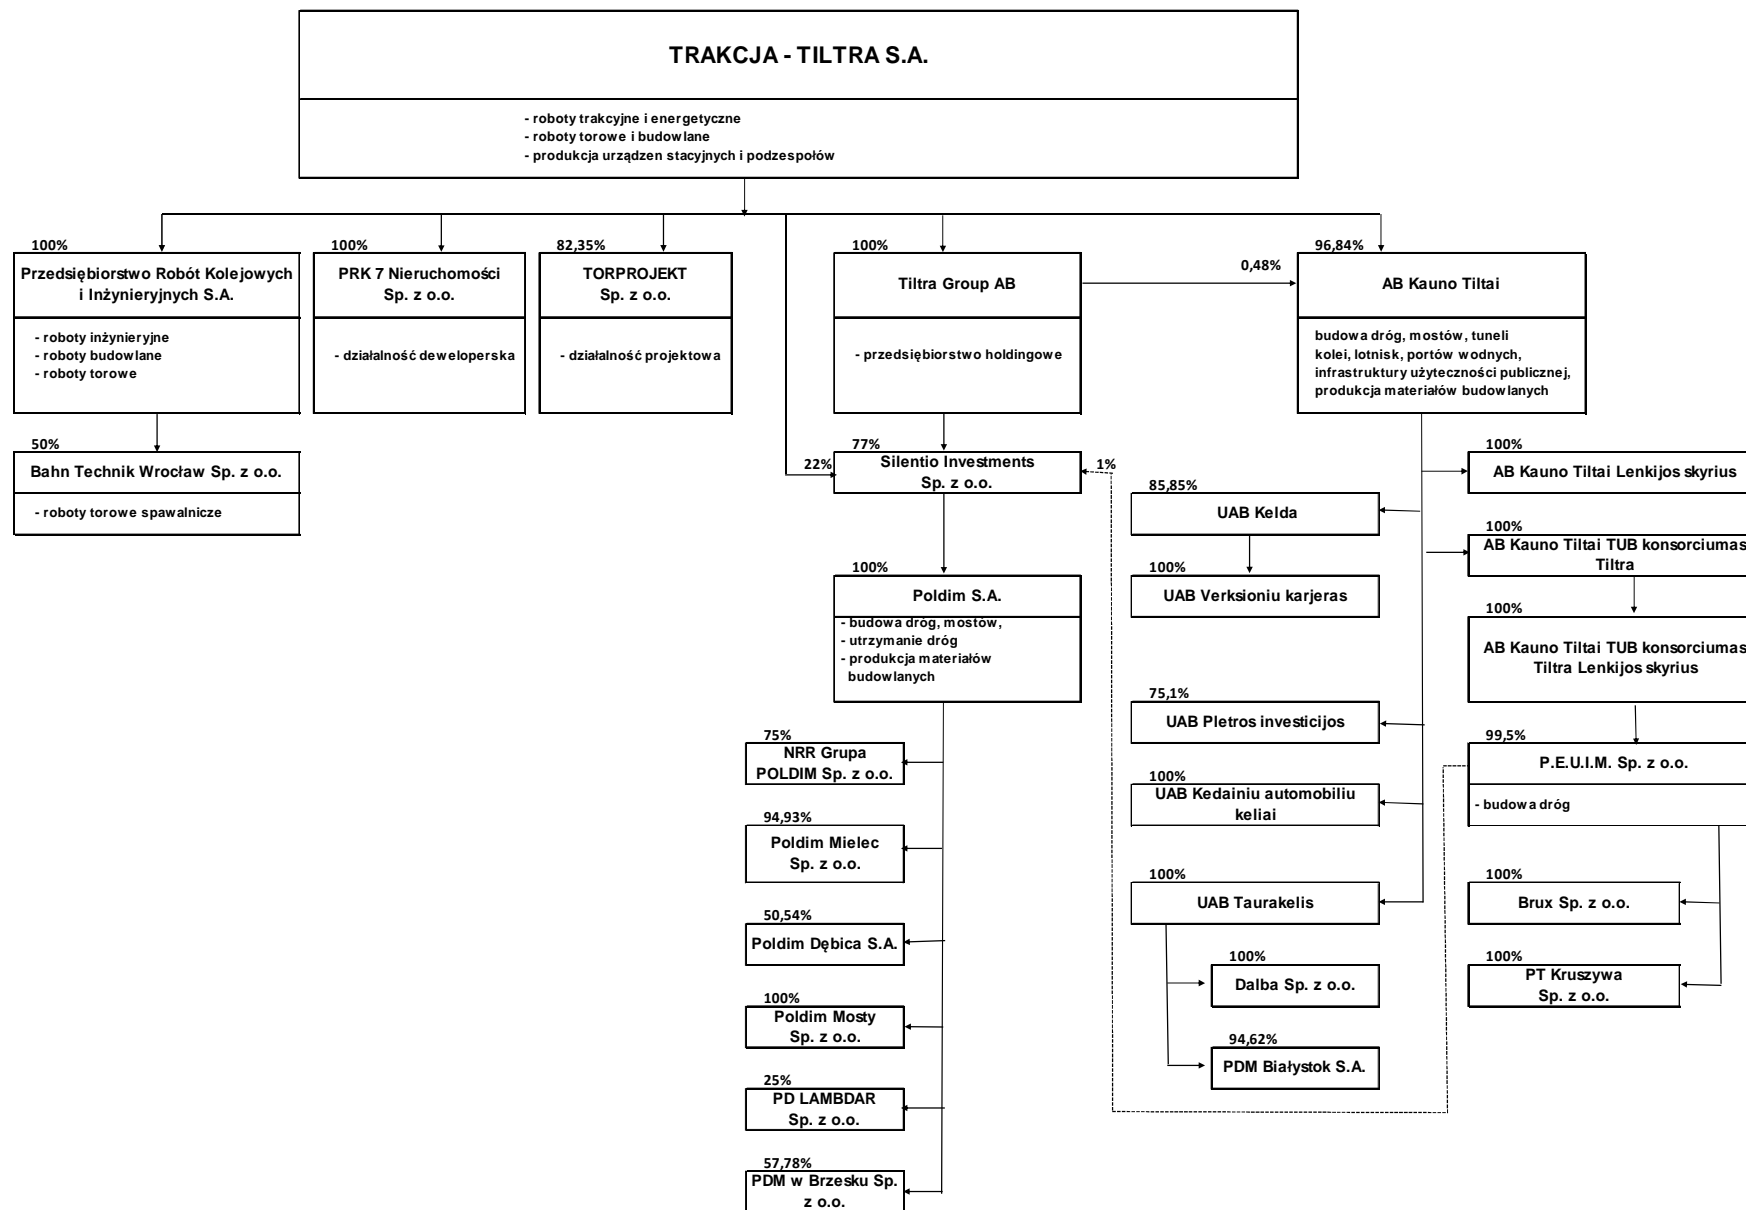 TRAKCJA - TILTRA S.A.
- roboty trakcyjne i energetyczne
- roboty torowe i budowlane
- produkcja urządzen stacyjnych i podzespołów
100%
Przedsiębiorstwo Robót Kolejowych
i Inżynieryjnych S.A.
- roboty inżynieryjne
- roboty budowlane
- roboty torowe
100%
PRK 7 Nieruchomości
Sp. z o.o.
- działalność deweloperska
82,35%
TORPROJEKT
Sp. z o.o.
- działalność projektowa
100%
Tiltra Group AB
- przedsiębiorstwo holdingowe
0,48%
96,84%
AB Kauno Tiltai
budowa dróg, mostów, tuneli
kolei, lotnisk, portów wodnych,
infrastruktury użyteczności publicznej,
produkcja materiałów budowlanych
50%
Bahn Technik Wrocław Sp. z o.o.
- roboty torowe spawalnicze
22%
77%
Silentio Investments
Sp. z o.o.
1%
100%
Poldim S.A.
- budowa dróg, mostów,
- utrzymanie dróg
- produkcja materiałów
budowlanych
75%
NRR Grupa
POLDIM Sp. z o.o.
94,93%
Poldim Mielec
Sp. z o.o.
50,54%
Poldim Dębica S.A.
100%
Poldim Mosty
Sp. z o.o.
25%
PD LAMBDAR
Sp. z o.o.
57,78%
PDM w Brzesku Sp.
z o.o.
85,85%
UAB Kelda
100%
UAB Verksioniu karjeras
75,1%
UAB Pletros investicijos
100%
UAB Kedainiu automobiliu
keliai
100%
UAB Taurakelis
100%
Dalba Sp. z o.o.
94,62%
PDM Białystok S.A.
100%
AB Kauno Tiltai Lenkijos skyrius
100%
AB Kauno Tiltai TUB konsorciumas
Tiltra
100%
AB Kauno Tiltai TUB konsorciumas
Tiltra Lenkijos skyrius
99,5%
P.E.U.I.M. Sp. z o.o.
- budowa dróg
100%
Brux Sp. z o.o.
100%
PT Kruszywa
Sp. z o.o.